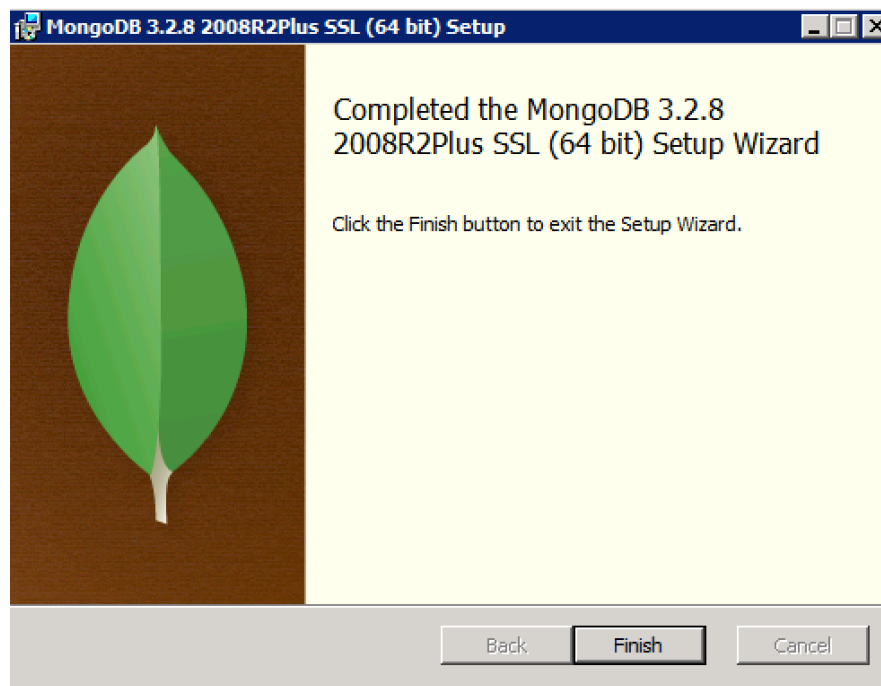 MongoDB 3.2.8 2008R2Plus SSL (64 bit) Setup
Completed the MongoDB 3.2.8
2008R2Plus SSL (64 bit) Setup Wizard
Click the Finish button to exit the Setup Wizard.
Back Finish Cancel